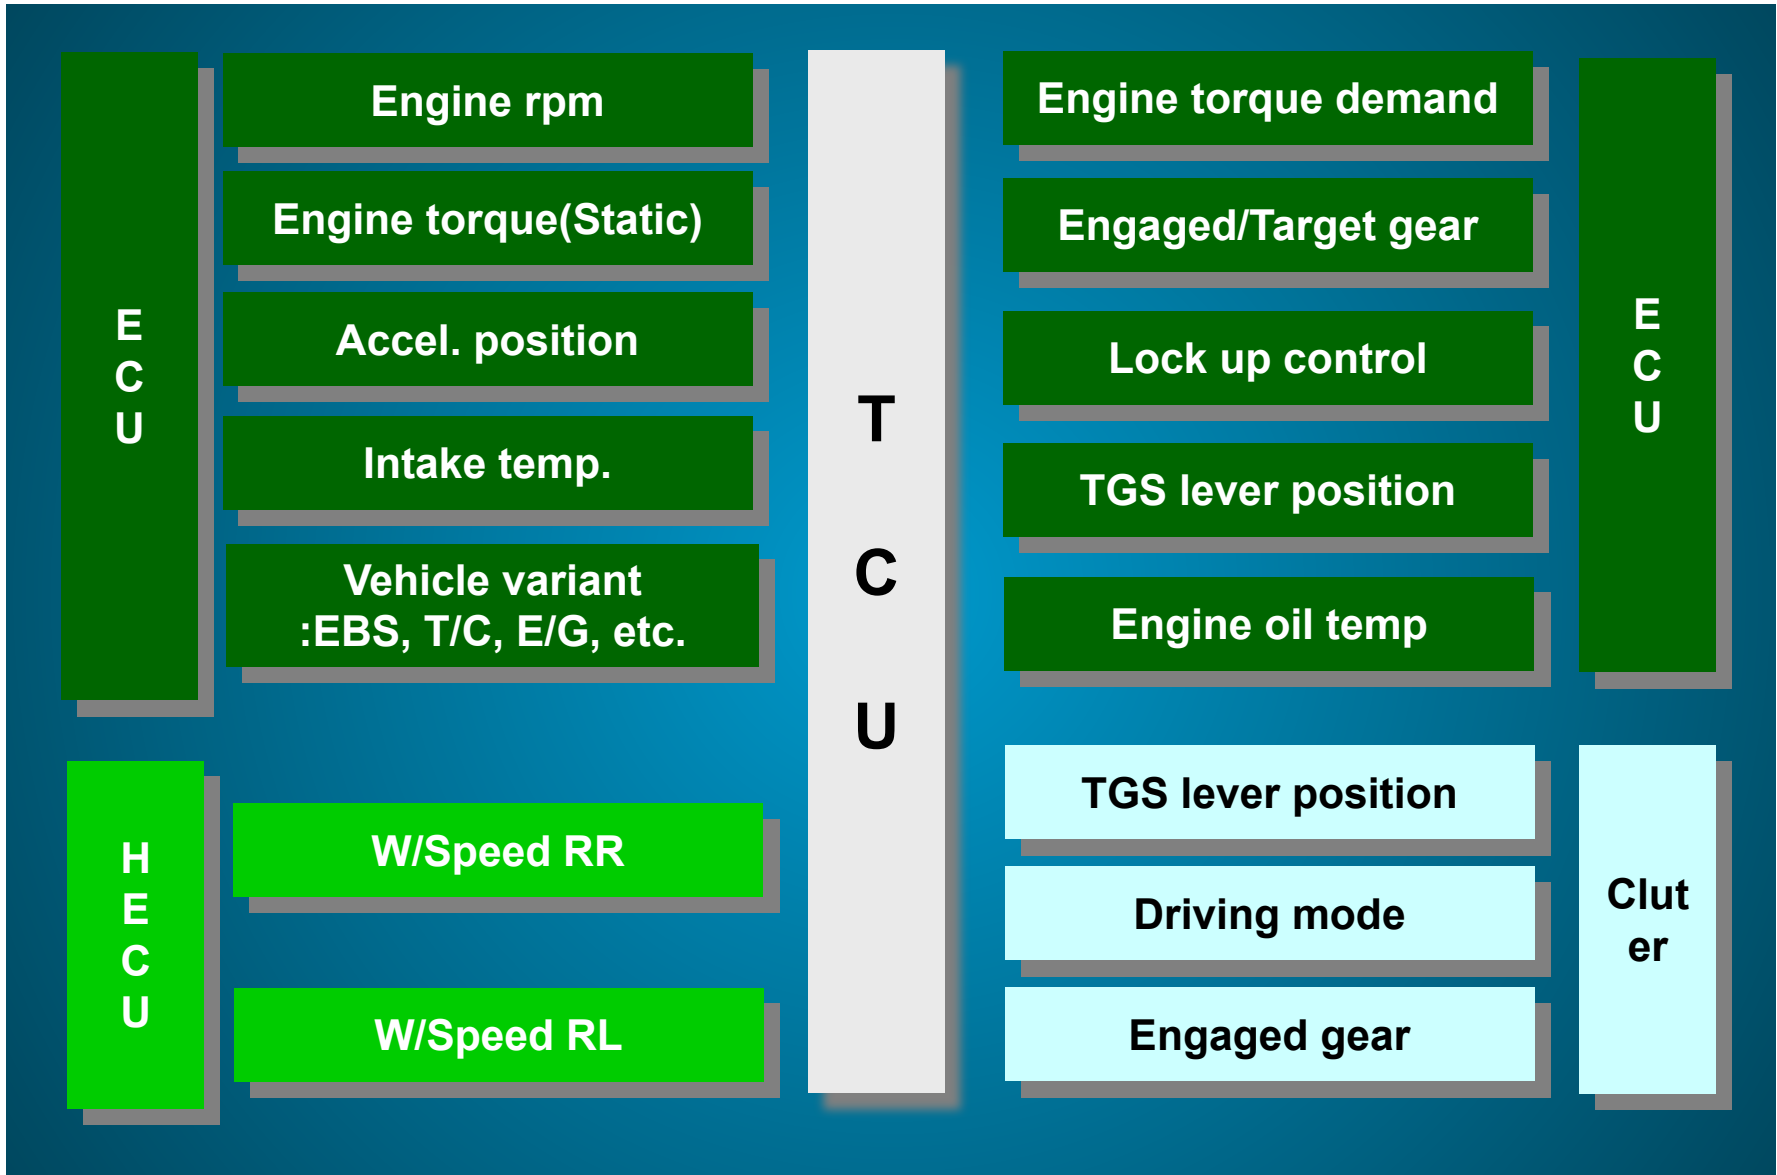 E
C
U
Engine rpm
Engine torque(Static)
Accel. position
Intake temp.
Vehicle variant
:EBS, T/C, E/G, etc.
H
E
C
U
W/Speed RR
W/Speed RL
T
C
U
Engine torque demand
Engaged/Target gear
Lock up control
TGS lever position
Engine oil temp
E
C
U
TGS lever position
Driving mode
Engaged gear
Clut
er